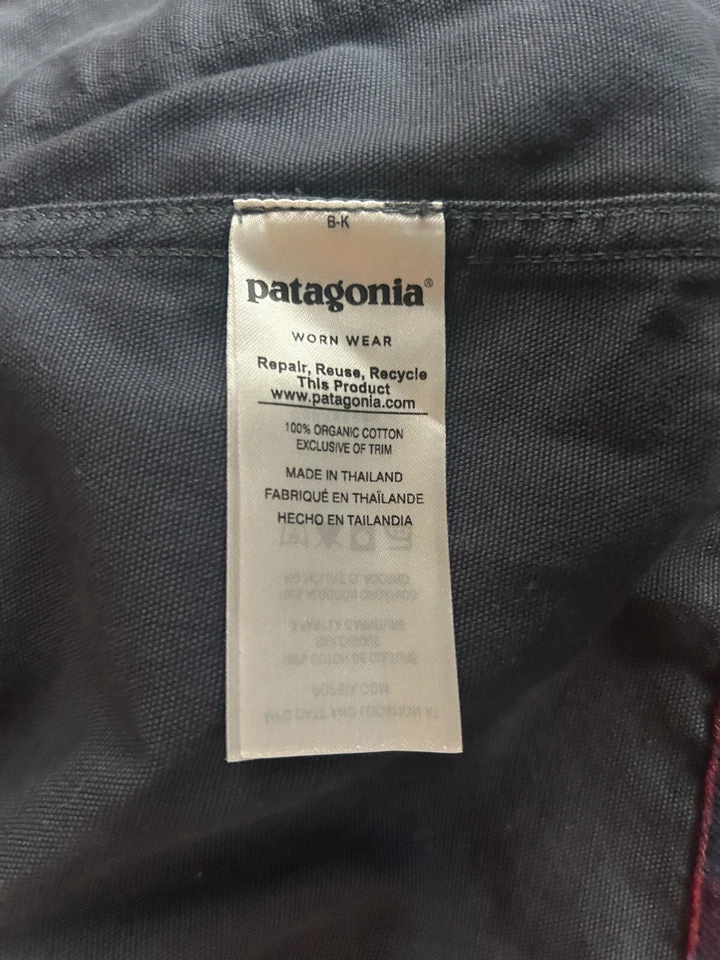 B-K
patagonia®
WORN WEAR
Repair, Reuse, Recycle
This Product
www.patagonia.com
100% ORGANIC COTTON
EXCLUSIVE OF TRIM
MADE IN THAILAND
FABRIQUÉ EN THAÏLANDE
HECHO EN TAILANDIA